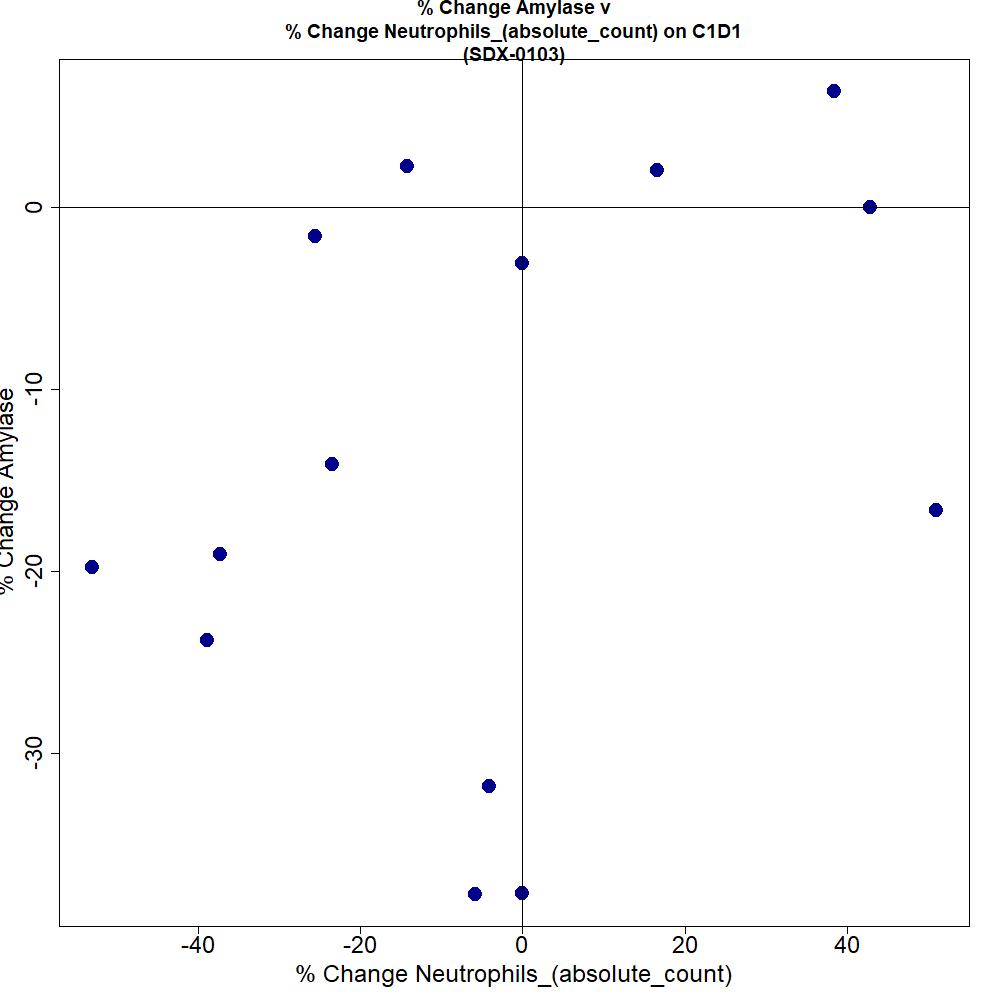 % Change Amylase v
% Change Neutrophils_(absolute_count) on C1D1
(SDX-0103)
0
-10
-20
-30
% Change Amylase
-40
-20
0
20
40
% Change Neutrophils_(absolute_count)